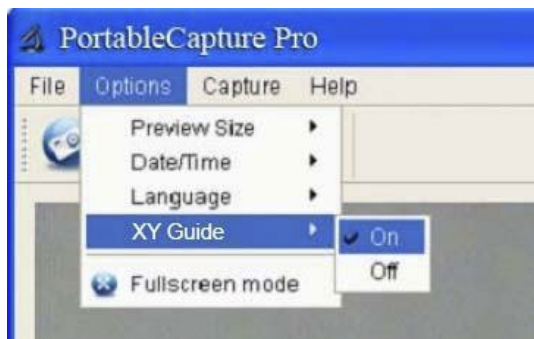 PortableCapture Pro
File Options Capture Help
Preview Size
Date/Time
Language
XY Guide
On
Off
Fullscreen mode